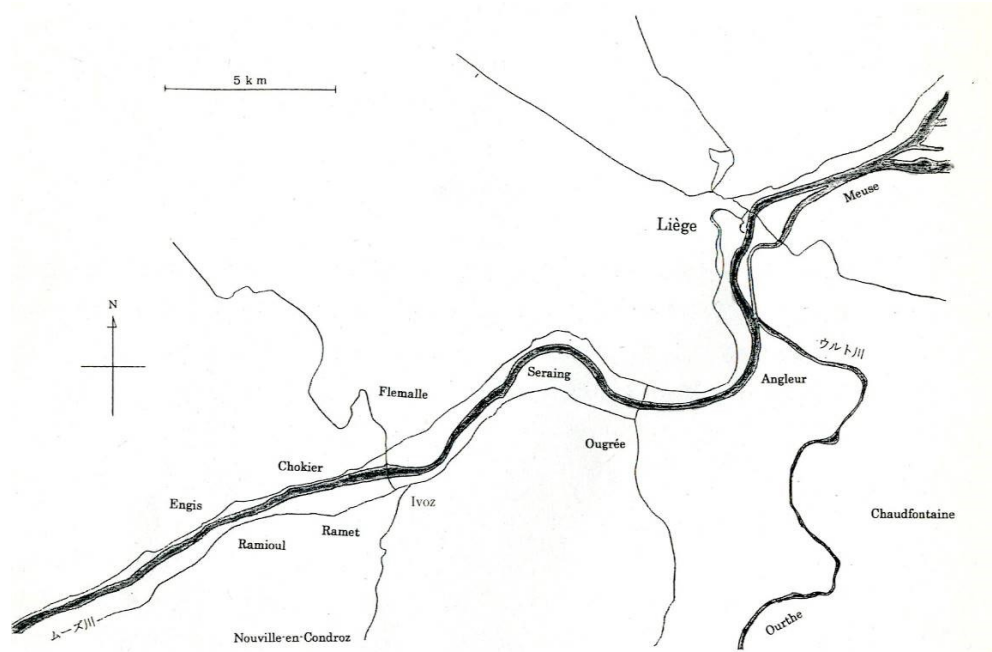 5 km
Meuse
Liège
N
ウルト川
Seraing
Angleur
Flemalle
Ougrée
Chokier
Engis
Ivoz
Chaudfontaine
Ramet
Ramioul
ムーズ川
Ourthe
Nouville-en-Condroz